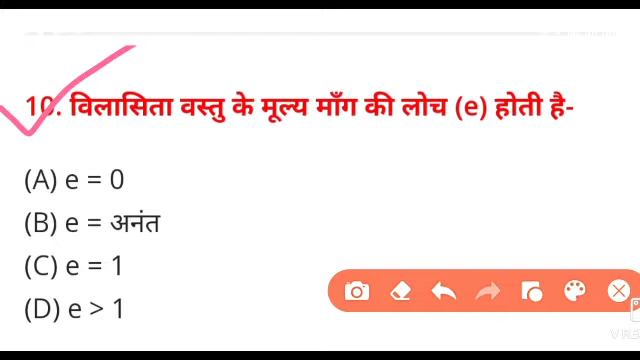 10. विलासिता वस्तु के मूल्य माँग की लोच (e) होती है-
(A) e = 0
(B) e = अनंत
(C) e = 1
(D) e > 1